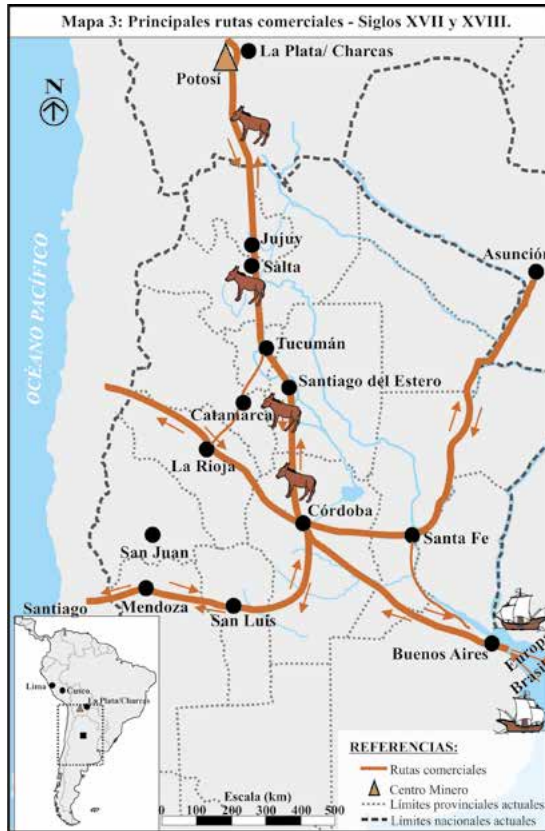 Mapa 3: Principales rutas comerciales - Siglos XVII y XVIII.
La Plata/ Charcas
Potosí
N
OCÉANO PACÍFICO
Jujuy
Salta
Asunción
Tucumán
Santiago del Estero
Catamarca
La Rioja
Córdoba
Santa Fe
San Juan
Santiago
Mendoza
San Luis
Buenos Aires
Europa
Brasil
Lima
Cusco
La Plata/Charcas
REFERENCIAS:
Rutas comerciales
Centro Minero
Límites provinciales actuales
Límites nacionales actuales
Escala (km)
0 100 200 300 400 500